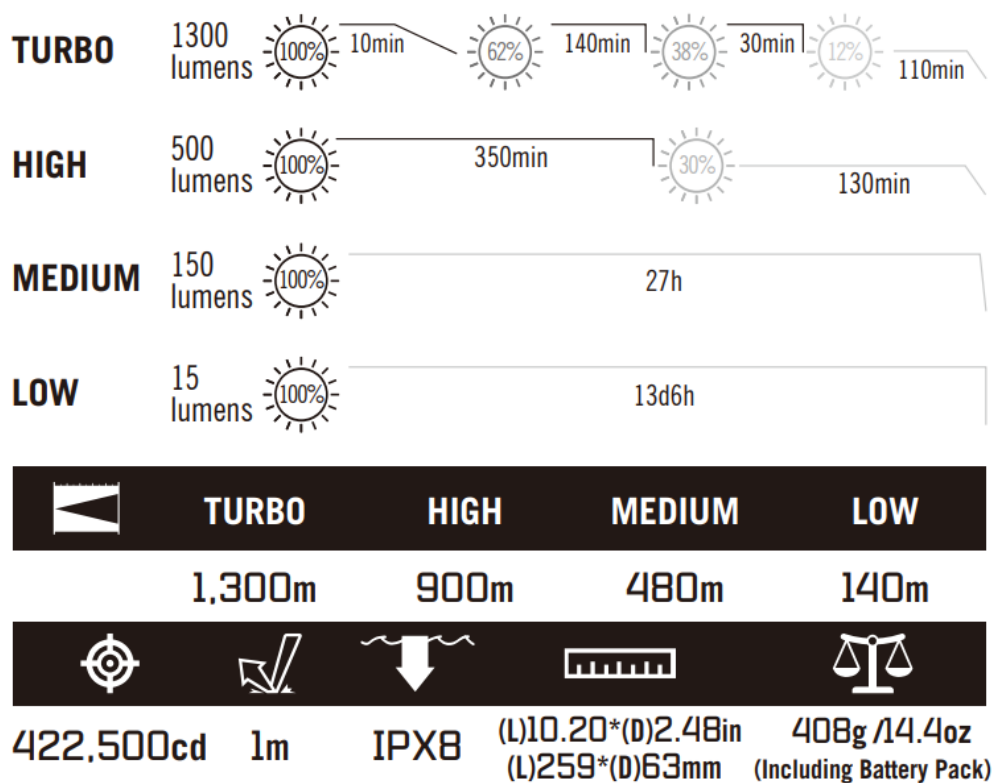 TURBO 1300 lumens 100% 10min 62% 140min 38% 30min 12% 110min
HIGH 500 lumens 100% 350min 30% 130min
MEDIUM 150 lumens 100% 27h
LOW 15 lumens 100% 13d6h
TURBO HIGH MEDIUM LOW
1,300m 900m 480m 140m
422,500cd 1m IPX8 (L)10.20*(D)2.48in 408g/14.4oz
(L)259*(D)63mm (Including Battery Pack)